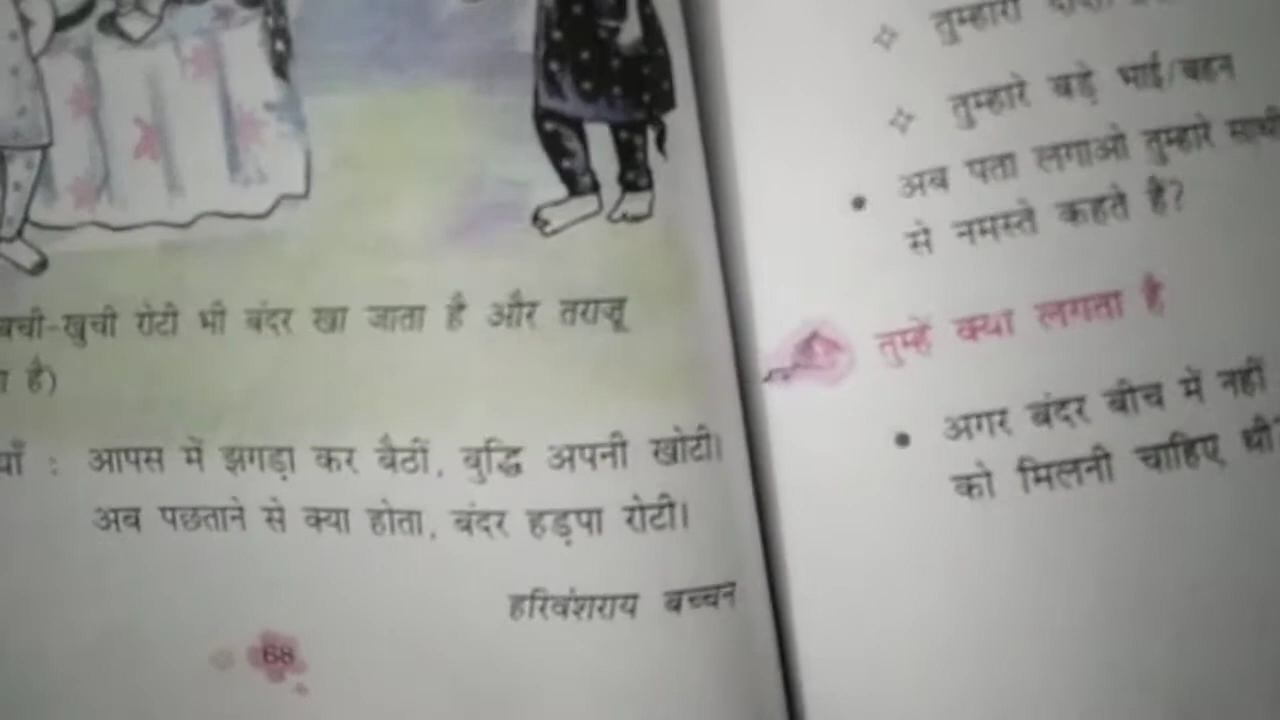 बची-खुची रोटी भी बंदर खा जाता है और तराजू
है)
आपस में झगड़ा कर बैठीं, बुद्धि अपनी खोटी।
अब पछताने से क्या होता, बंदर हड़पा रोटी।
हरिवंशराय बच्चन
68
तुम्हारी
तुम्हारे बड़े भाई/बहन
• अब पता लगाओ तुम्हारे साथी
से नमस्ते कहते हैं?
तुम्हें क्या लगता है
• अगर बंदर बीच में नहीं
को मिलनी चाहिए थी